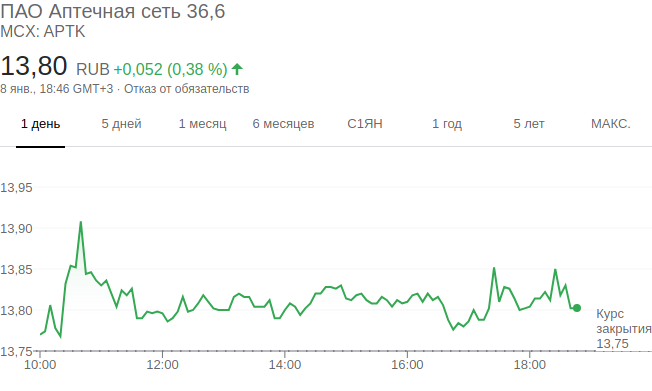 ПАО Аптечная сеть 36,6
MCX: APTK
13,80 RUB +0,052 (0,38 %)
8 янв., 18:46 GMT+3 · Отказ от обязательств
1 день 5 дней 1 месяц 6 месяцев С1ЯН 1 год 5 лет МАКС.
13,95
13,90
13,85
13,80
Курс
закрытия
13,75
13,75
10:00 12:00 14:00 16:00 18:00